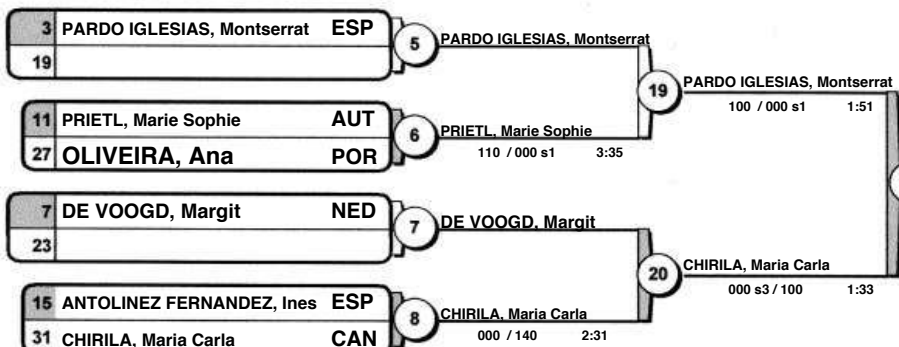 3 PARDO IGLESIAS, Montserrat ESP
19
5
PARDO IGLESIAS, Montserrat
19
PARDO IGLESIAS, Montserrat
100 / 000 s1 1:51
11 PRIETL, Marie Sophie AUT
27 OLIVEIRA, Ana POR
6
PRIETL, Marie Sophie
110 / 000 s1 3:35
7 DE VOOGD, Margit NED
23
7
DE VOOGD, Margit
20
CHIRILA, Maria Carla
000 s3 / 100 1:33
15 ANTOLINEZ FERNANDEZ, Ines ESP
31 CHIRILA, Maria Carla CAN
8
CHIRILA, Maria Carla
000 / 140 2:31